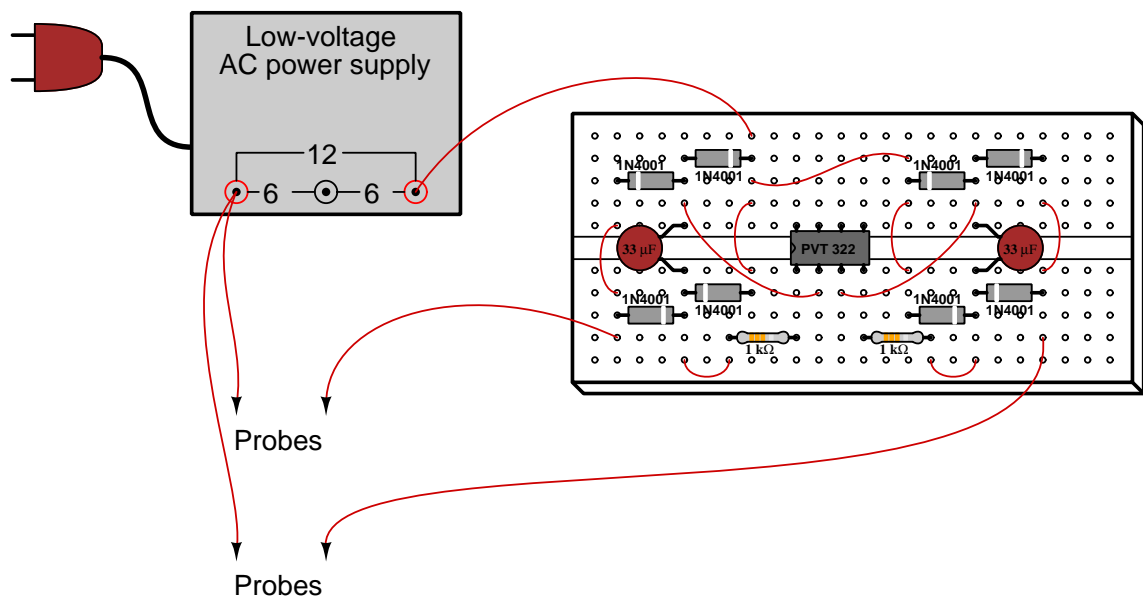 Low-voltage
AC power supply
12
6
6
1N4001
1N4001
1N4001
1N4001
33 µF
PVT 322
33 µF
1N4001
1N4001
1N4001
1N4001
1 kΩ
1 kΩ
Probes
Probes